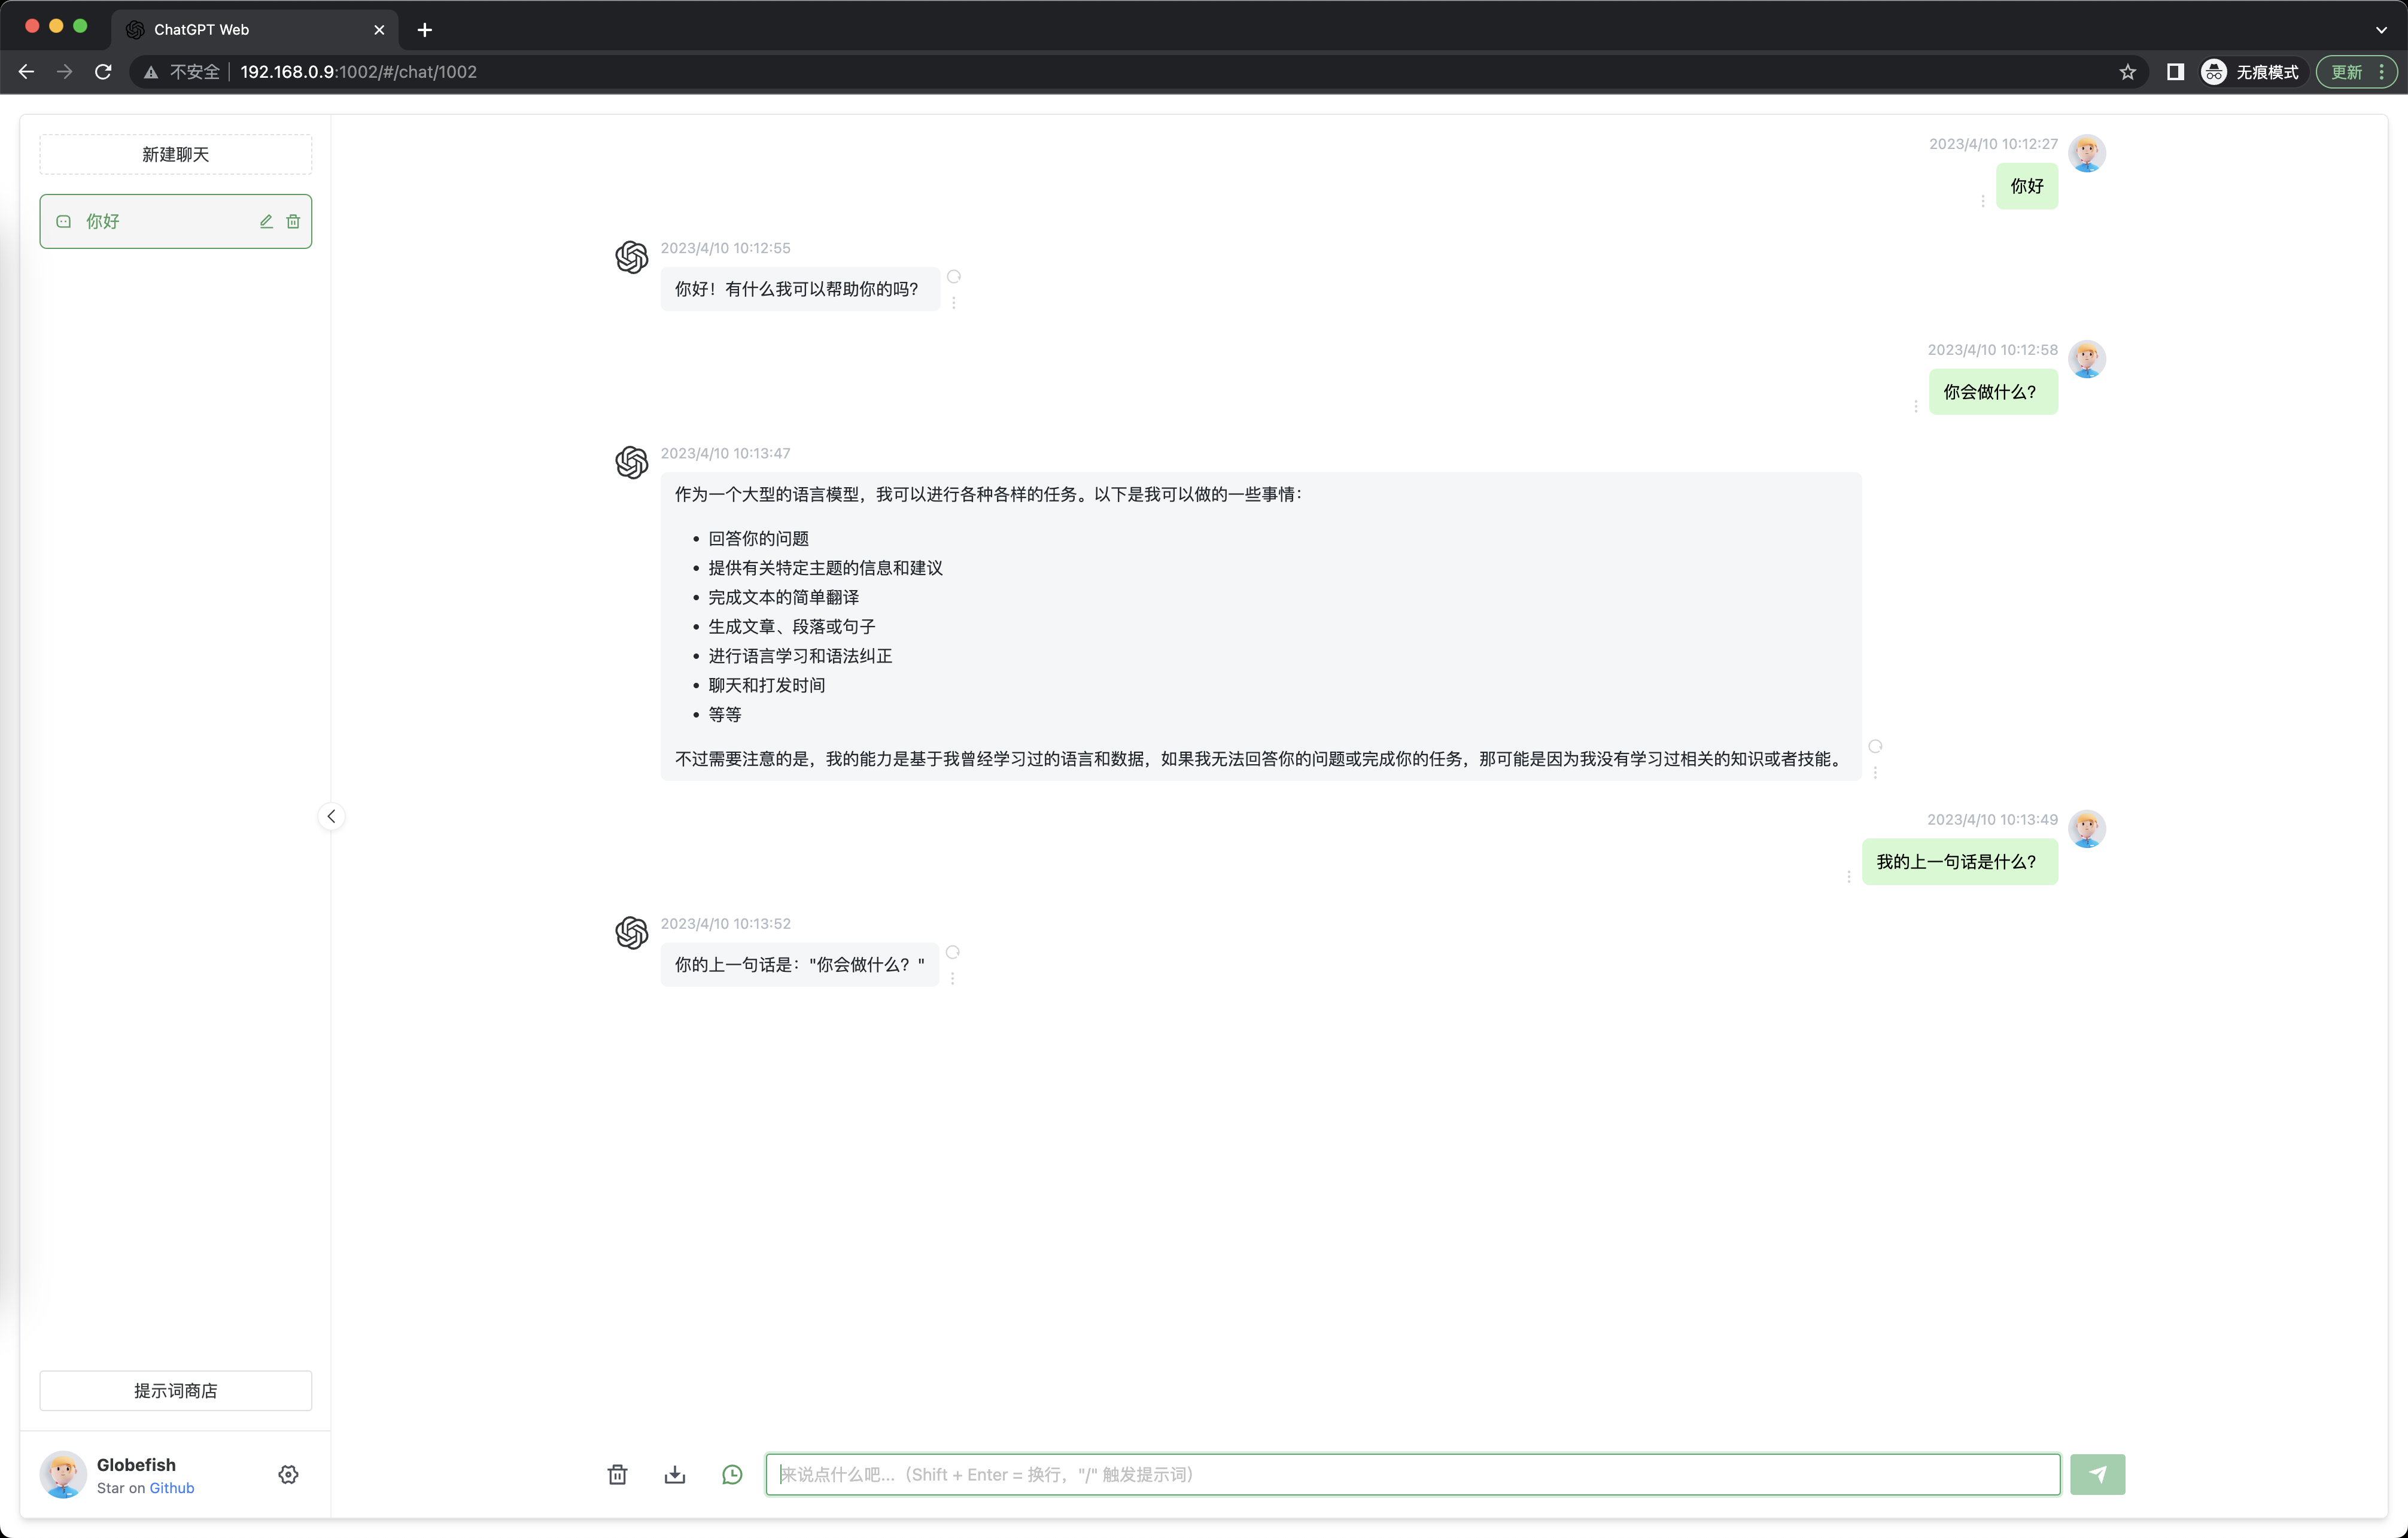 ChatGPT Web
不安全 192.168.0.9:1002/#/chat/1002
无痕模式
更新
新建聊天
你好
2023/4/10 10:12:27
你好
2023/4/10 10:12:55
你好！有什么我可以帮助你的吗？
2023/4/10 10:12:58
你会做什么？
2023/4/10 10:13:47
作为一个大型的语言模型，我可以进行各种各样的任务。以下是我可以做的一些事情：
• 回答你的问题
• 提供有关特定主题的信息和建议
• 完成文本的简单翻译
• 生成文章、段落或句子
• 进行语言学习和语法纠正
• 聊天和打发时间
• 等等
不过需要注意的是，我的能力是基于我曾经学习过的语言和数据，如果我无法回答你的问题或完成你的任务，那可能是因为我没有学习过相关的知识或者技能。
2023/4/10 10:13:49
我的上一句话是什么？
2023/4/10 10:13:52
你的上一句话是："你会做什么？"
提示词商店
Globefish
Star on Github
来说点什么吧...（Shift + Enter = 换行，"/" 触发提示词）